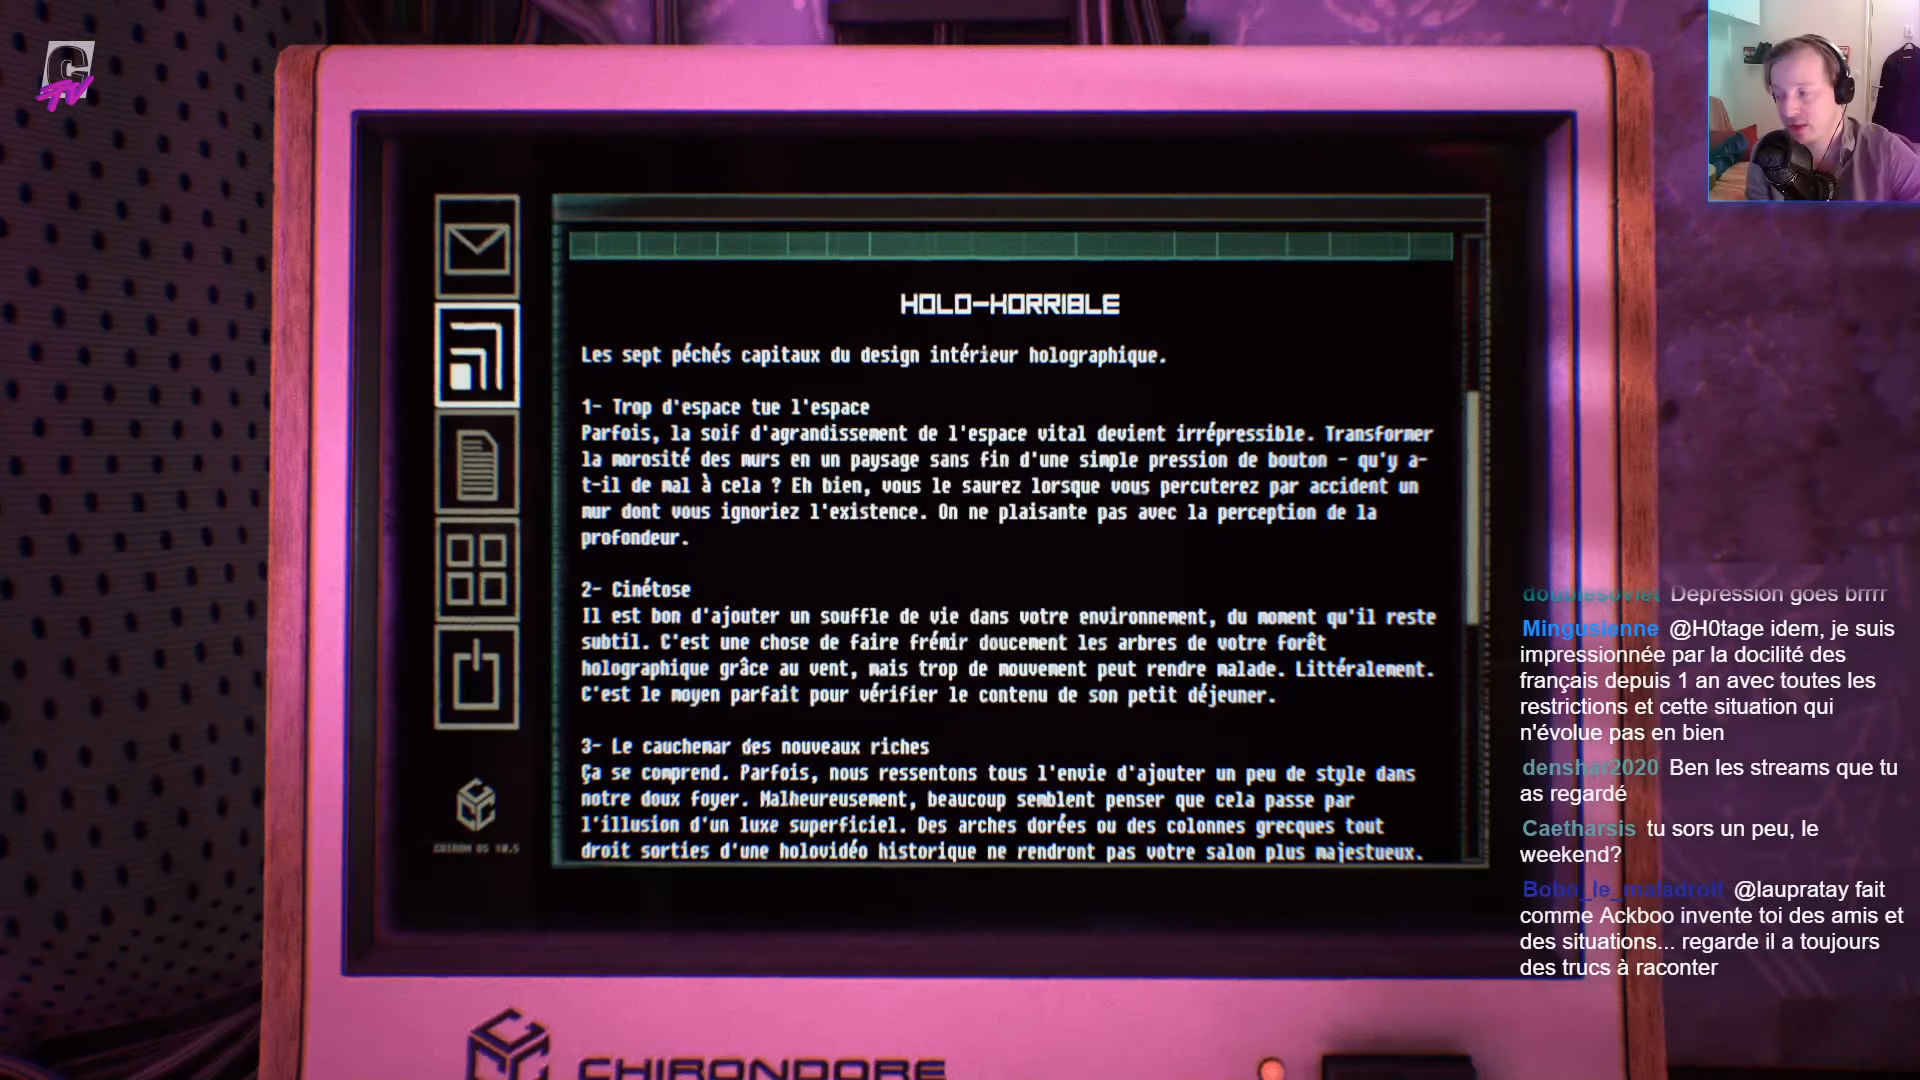 C
TV
HOLO-HORRIBLE
Les sept péchés capitaux du design intérieur holographique.
1- Trop d'espace tue l'espace
Parfois, la soif d'agrandissement de l'espace vital devient irrépressible. Transformer
la morosité des murs en un paysage sans fin d'une simple pression de bouton - qu'y a-
t-il de mal à cela ? Eh bien, vous le saurez lorsque vous percuterez par accident un
mur dont vous ignoriez l'existence. On ne plaisante pas avec la perception de la
profondeur.
2- Cinétose
Il est bon d'ajouter un souffle de vie dans votre environnement, du moment qu'il reste
subtil. C'est une chose de faire frémir doucement les arbres de votre forêt
holographique grâce au vent, mais trop de mouvement peut rendre malade. Littéralement.
C'est le moyen parfait pour vérifier le contenu de son petit déjeuner.
3- Le cauchemar des nouveaux riches
Ça se comprend. Parfois, nous ressentons tous l'envie d'ajouter un peu de style dans
notre doux foyer. Malheureusement, beaucoup semblent penser que cela passe par
l'illusion d'un luxe superficiel. Des arches dorées ou des colonnes grecques tout
droit sorties d'une holovidéo historique ne rendront pas votre salon plus majestueux.
CHIRON OS 10.5
CHIRONDORE
doublesoviet Depression goes brrrr
Mingusienne @H0tage idem, je suis
impressionnée par la docilité des
français depuis 1 an avec toutes les
restrictions et cette situation qui
n'évolue pas en bien
denshar2020 Ben les streams que tu
as regardé
Caetharsis tu sors un peu, le
weekend?
Bobo_le_maladroit @laupratay fait
comme Ackboo invente toi des amis et
des situations... regarde il a toujours
des trucs à raconter